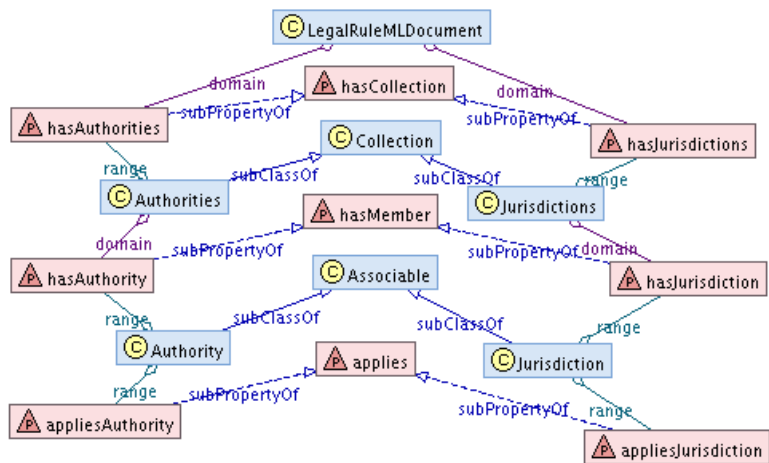 C LegalRuleMLDocument
domain
domain
P hasCollection
subPropertyOf
subPropertyOf
P hasAuthorities
P hasJurisdictions
C Collection
range
range
subClassOf
subClassOf
C Authorities
C Jurisdictions
P hasMember
domain
domain
subPropertyOf
subPropertyOf
P hasAuthority
P hasJurisdiction
C Associable
range
range
subClassOf
subClassOf
C Authority
C Jurisdiction
P applies
range
range
subPropertyOf
subPropertyOf
P appliesAuthority
P appliesJurisdiction